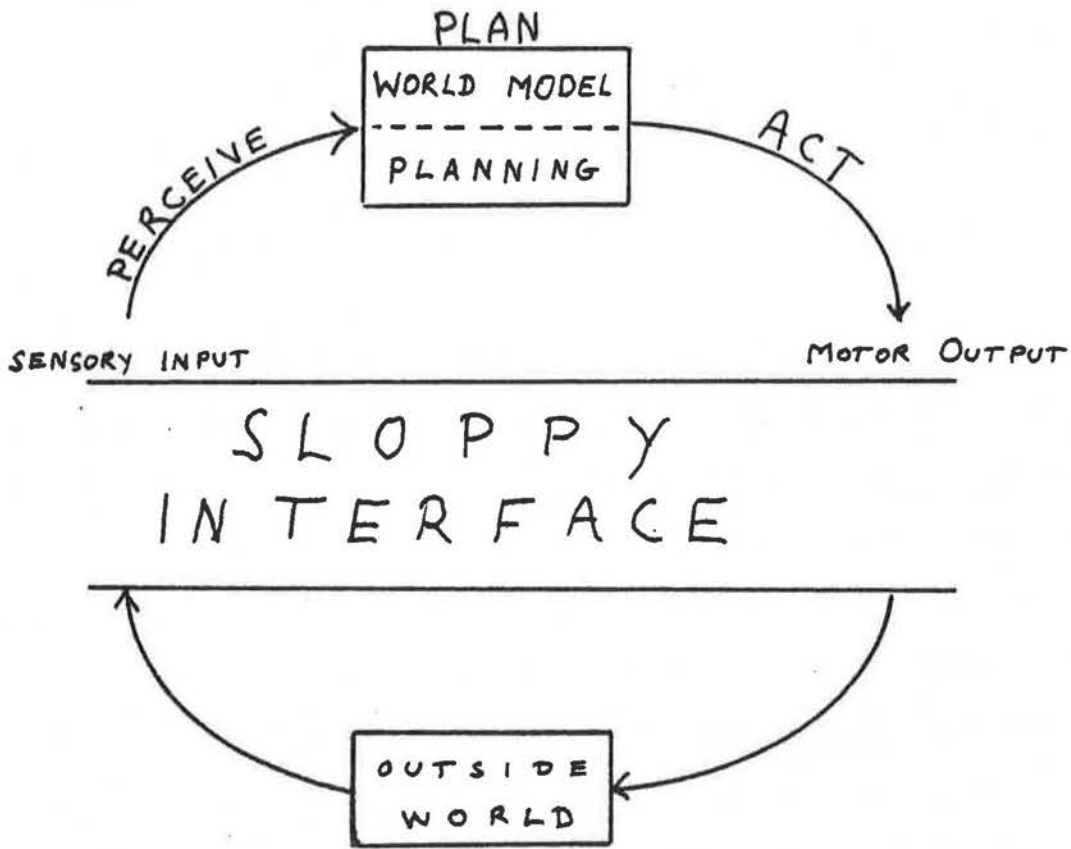 PLAN
WORLD MODEL
PLANNING
PERCEIVE
ACT
SENSORY INPUT
MOTOR OUTPUT
SLOPPY
INTERFACE
OUTSIDE
WORLD